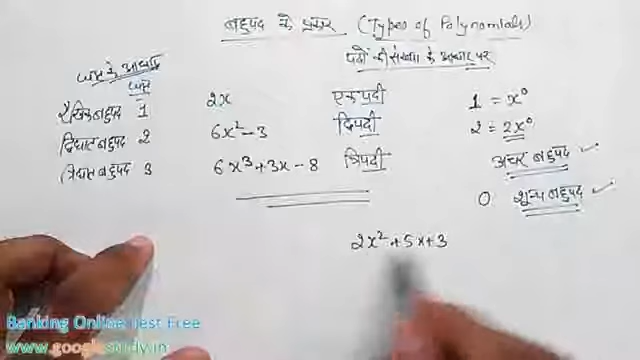 बहुपद के प्रकार (Types of Polynomials)
पदों की संख्या के आधार पर
घात के आधार पर
घात
रैखिक बहुपद 1 2x एकपदी 1 = x⁰
द्विघात बहुपद 2 6x² - 3 द्विपदी 2 = 2x⁰
त्रिघात बहुपद 3 6x³ + 3x - 8 त्रिपदी अचर बहुपद ✓
0 शून्य बहुपद ✓
2x² + 5x + 3
Banking Online Test Free
www.googlestudy.in